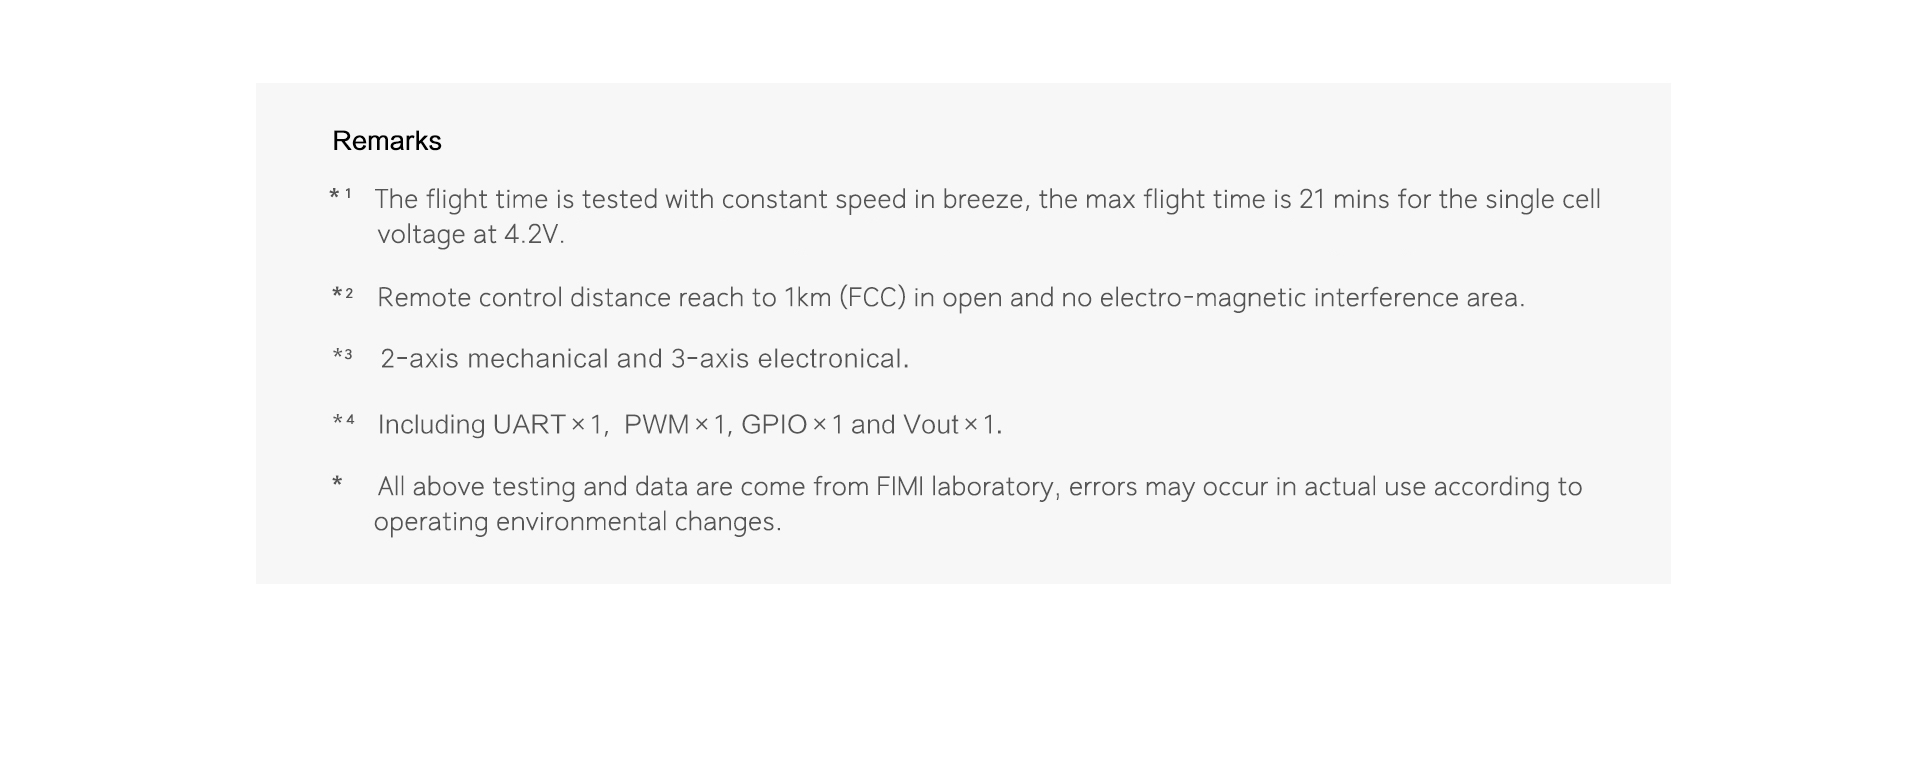 Remarks
*¹ The flight time is tested with constant speed in breeze, the max flight time is 21 mins for the single cell
voltage at 4.2V.
*² Remote control distance reach to 1km (FCC) in open and no electro-magnetic interference area.
*³ 2-axis mechanical and 3-axis electronical.
*⁴ Including UART×1, PWM×1, GPIO×1 and Vout×1.
* All above testing and data are come from FIMI laboratory, errors may occur in actual use according to
operating environmental changes.